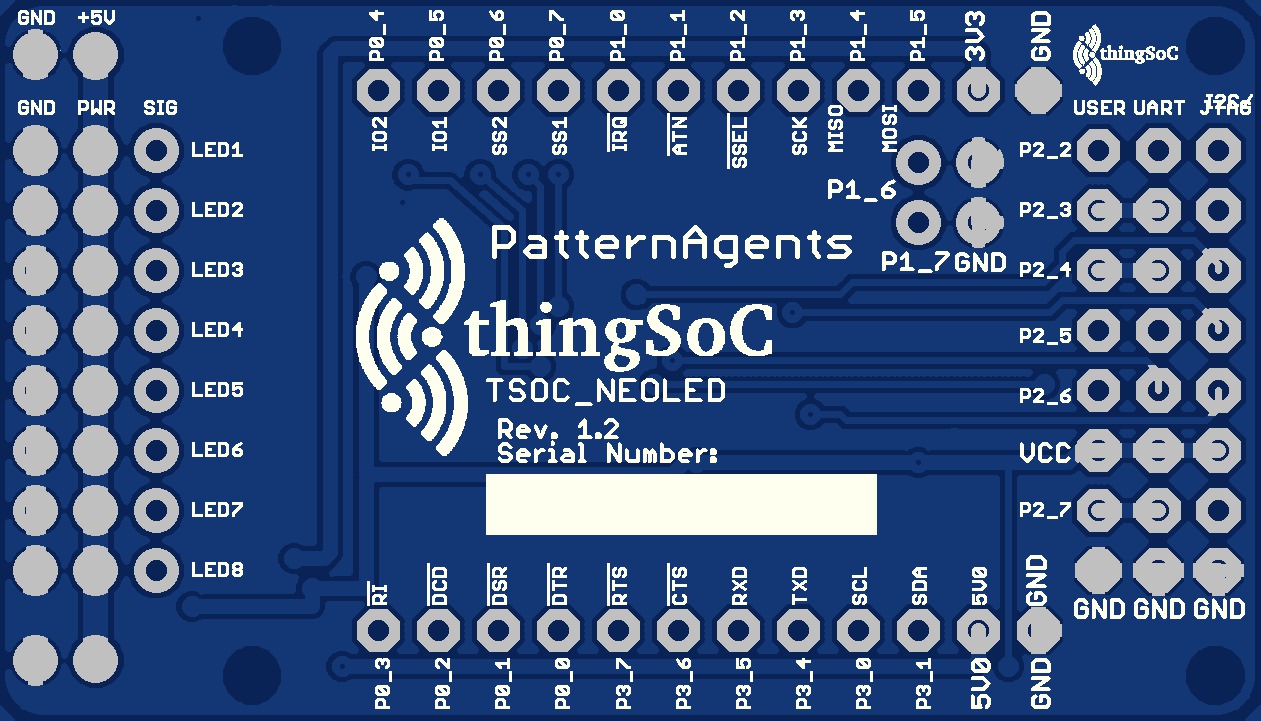 GND +5V
P0_4 P0_5 P0_6 P0_7 P1_0 P1_1 P1_2 P1_3 P1_4 P1_5 3V3 GND
thingSoC
GND PWR SIG
USER UART
IO2 IO1 SS2 SS1 IRQ ATN SSEL SCK MISO MOSI
LED1
P2_2
P1_6
LED2
P2_3
PatternAgents
P1_7 GND
LED3
P2_4
thingSoC
LED4
P2_5
TSOC_NEOLED
LED5
P2_6
Rev. 1.2
Serial Number:
LED6
VCC
LED7
P2_7
LED8
RI DCD DSR DTR RTS CTS RXD TXD SCL SDA 5V0 GND
GND GND GND
P0_3 P0_2 P0_1 P0_0 P3_7 P3_6 P3_5 P3_4 P3_0 P3_1 5V0 GND